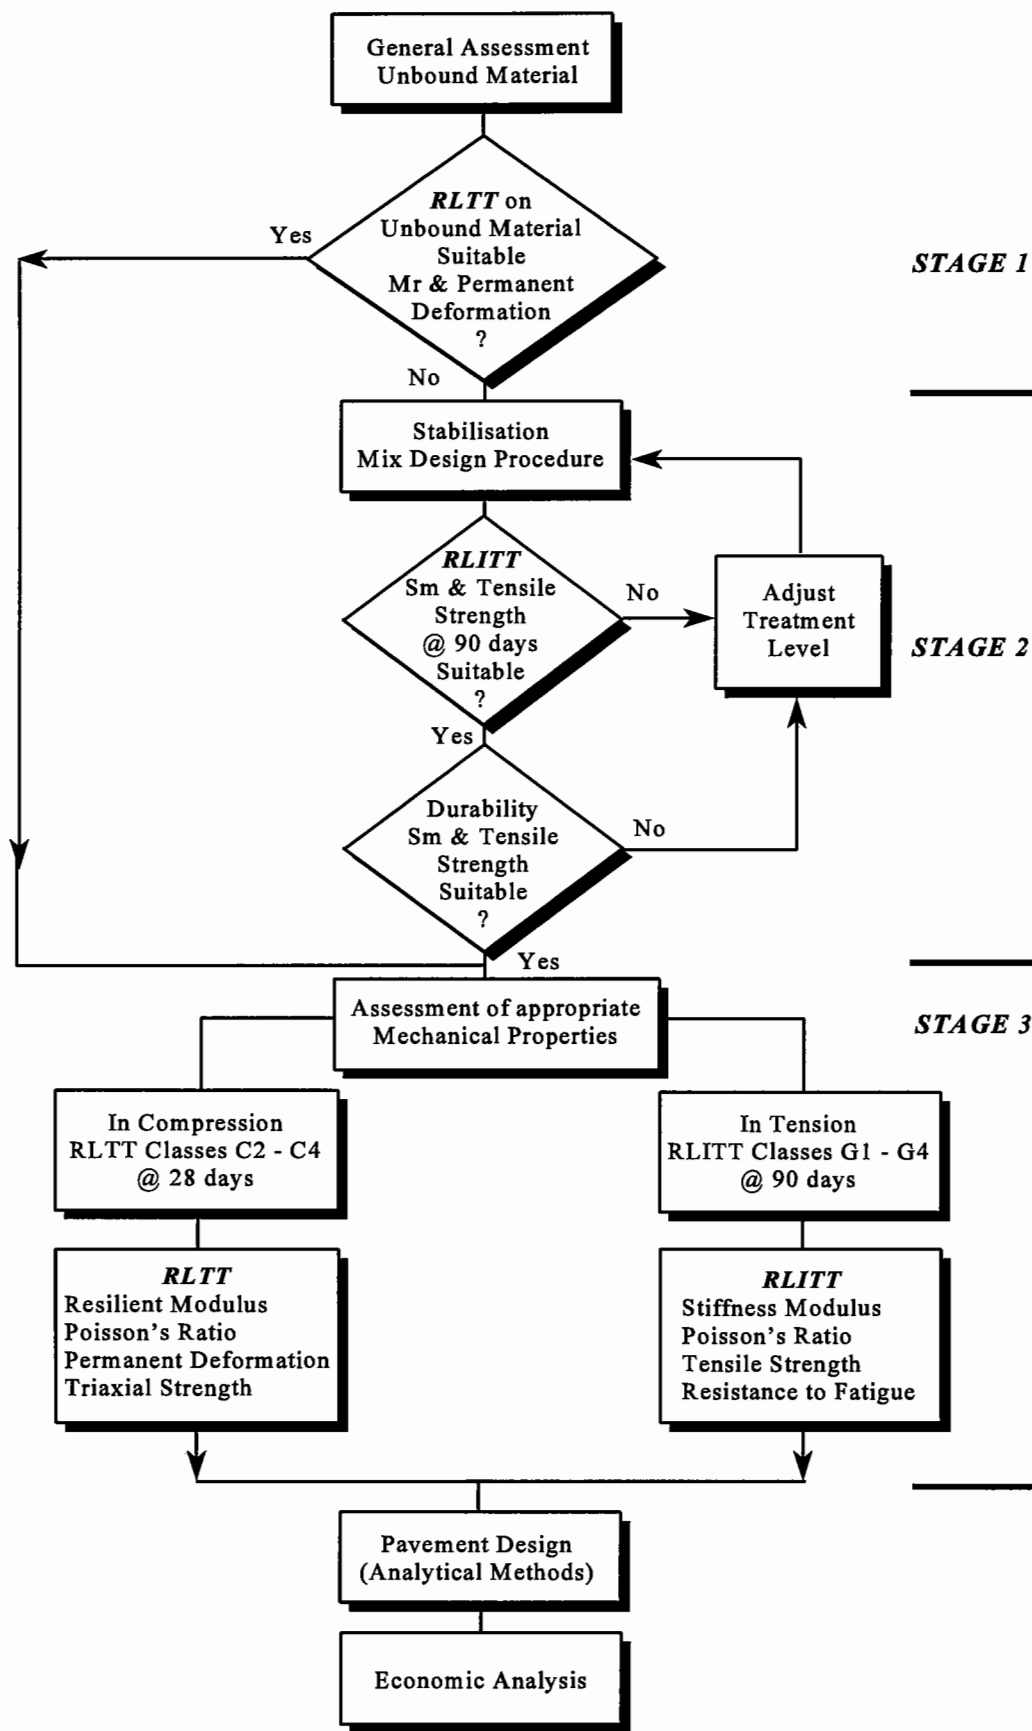 General Assessment
Unbound Material
RLTT on
Unbound Material
Suitable
Mr & Permanent
Deformation
?
Yes
STAGE 1
No
Stabilisation
Mix Design Procedure
RLITT
Sm & Tensile
Strength
@ 90 days
Suitable
?
No
Adjust
Treatment
Level
STAGE 2
Yes
Durability
Sm & Tensile
Strength
Suitable
?
No
Yes
Assessment of appropriate
Mechanical Properties
STAGE 3
In Compression
RLTT Classes C2 - C4
@ 28 days
In Tension
RLITT Classes G1 - G4
@ 90 days
RLTT
Resilient Modulus
Poisson's Ratio
Permanent Deformation
Triaxial Strength
RLITT
Stiffness Modulus
Poisson's Ratio
Tensile Strength
Resistance to Fatigue
Pavement Design
(Analytical Methods)
Economic Analysis